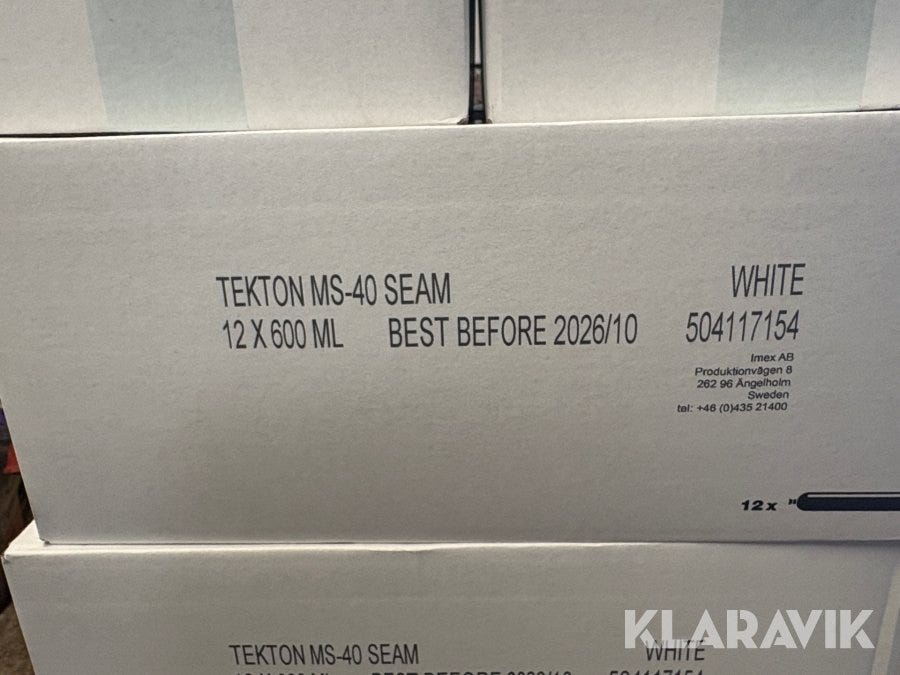 TEKTON MS-40 SEAM WHITE
12 X 600 ML BEST BEFORE 2026/10 504117154
Imex AB
Produktionvägen 8
262 96 Ängelholm
Sweden
tel: +46 (0)435 21400
12x
TEKTON MS-40 SEAM WHITE
KLARAVIK